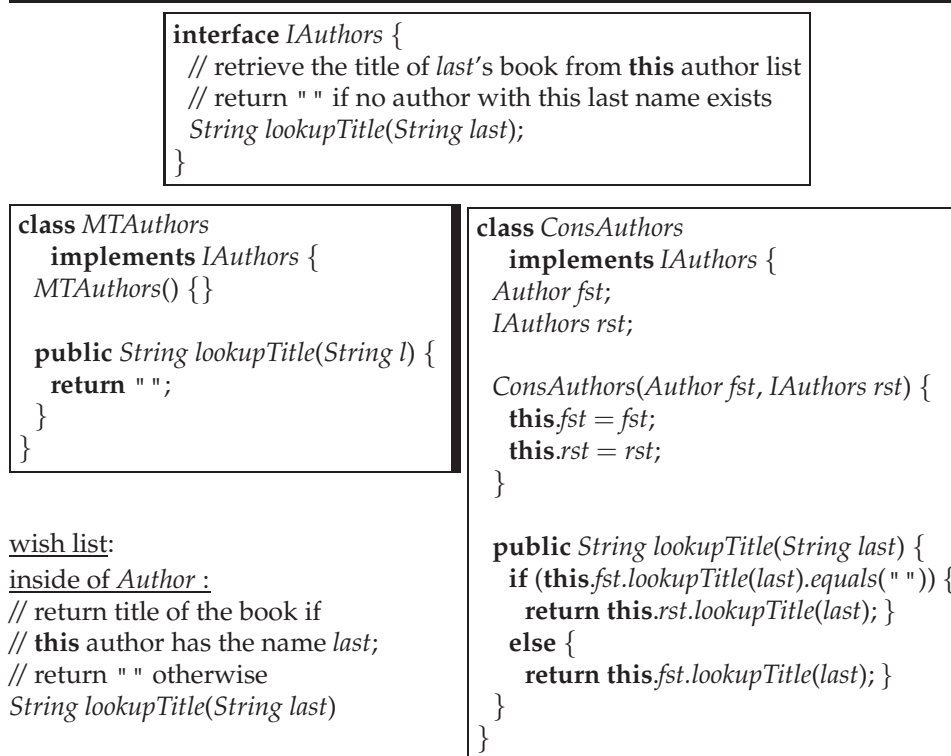 interface IAuthors {
// retrieve the title of last's book from this author list
// return "" if no author with this last name exists
String lookupTitle(String last);
}
class MTAuthors
implements IAuthors {
MTAuthors() {}
public String lookupTitle(String l) {
return "";
}
}
wish list:
inside of Author :
// return title of the book if
// this author has the name last;
// return "" otherwise
String lookupTitle(String last)
class ConsAuthors
implements IAuthors {
Author fst;
IAuthors rst;
ConsAuthors(Author fst, IAuthors rst) {
this.fst = fst;
this.rst = rst;
}
public String lookupTitle(String last) {
if (this.fst.lookupTitle(last).equals("")) {
return this.rst.lookupTitle(last); }
else {
return this.fst.lookupTitle(last); }
}
}